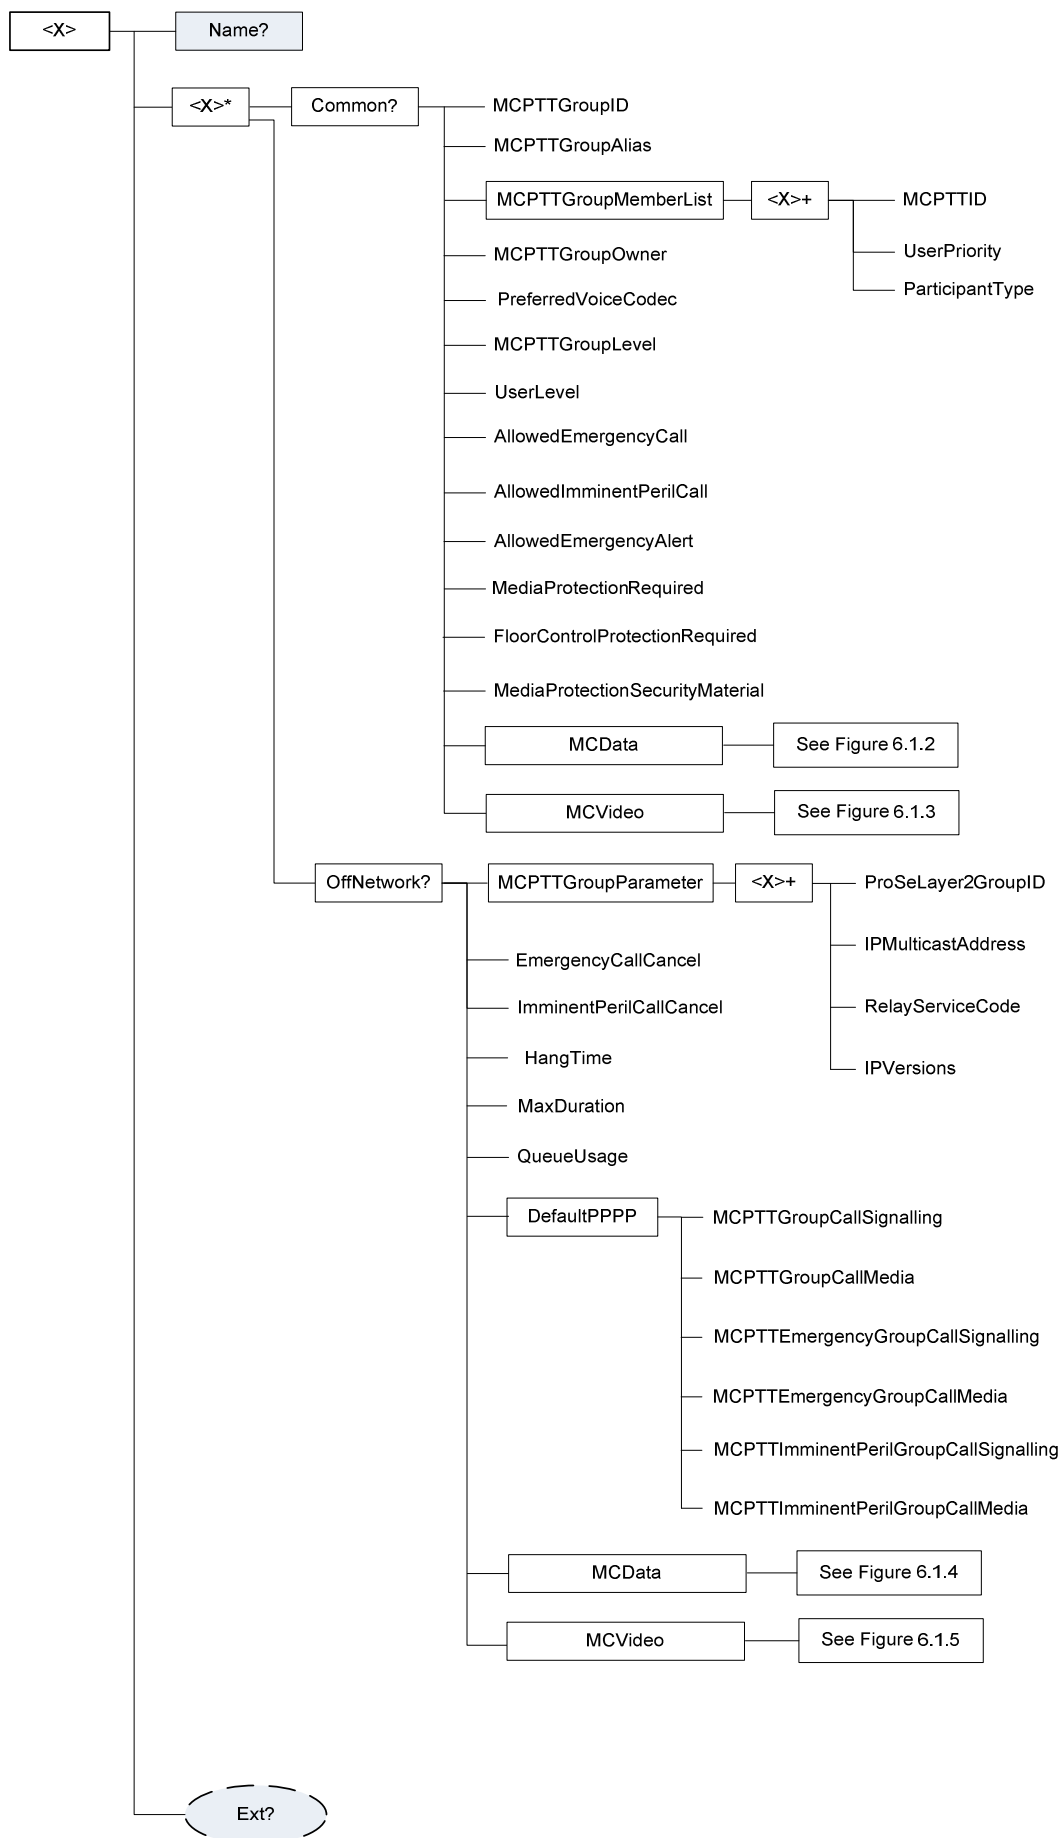 <X>
Name?
<X>*
Common?
MCPTTGroupID
MCPTTGroupAlias
MCPTTGroupMemberList
<X>+
MCPTTID
UserPriority
ParticipantType
MCPTTGroupOwner
PreferredVoiceCodec
MCPTTGroupLevel
UserLevel
AllowedEmergencyCall
AllowedImminentPerilCall
AllowedEmergencyAlert
MediaProtectionRequired
FloorControlProtectionRequired
MediaProtectionSecurityMaterial
MCData
See Figure 6.1.2
MCVideo
See Figure 6.1.3
OffNetwork?
MCPTTGroupParameter
<X>+
ProSeLayer2GroupID
IPMulticastAddress
RelayServiceCode
IPVersions
EmergencyCallCancel
ImminentPerilCallCancel
HangTime
MaxDuration
QueueUsage
DefaultPPPP
MCPTTGroupCallSignalling
MCPTTGroupCallMedia
MCPTTEmergencyGroupCallSignalling
MCPTTEmergencyGroupCallMedia
MCPTTImminentPerilGroupCallSignalling
MCPTTImminentPerilGroupCallMedia
MCData
See Figure 6.1.4
MCVideo
See Figure 6.1.5
Ext?